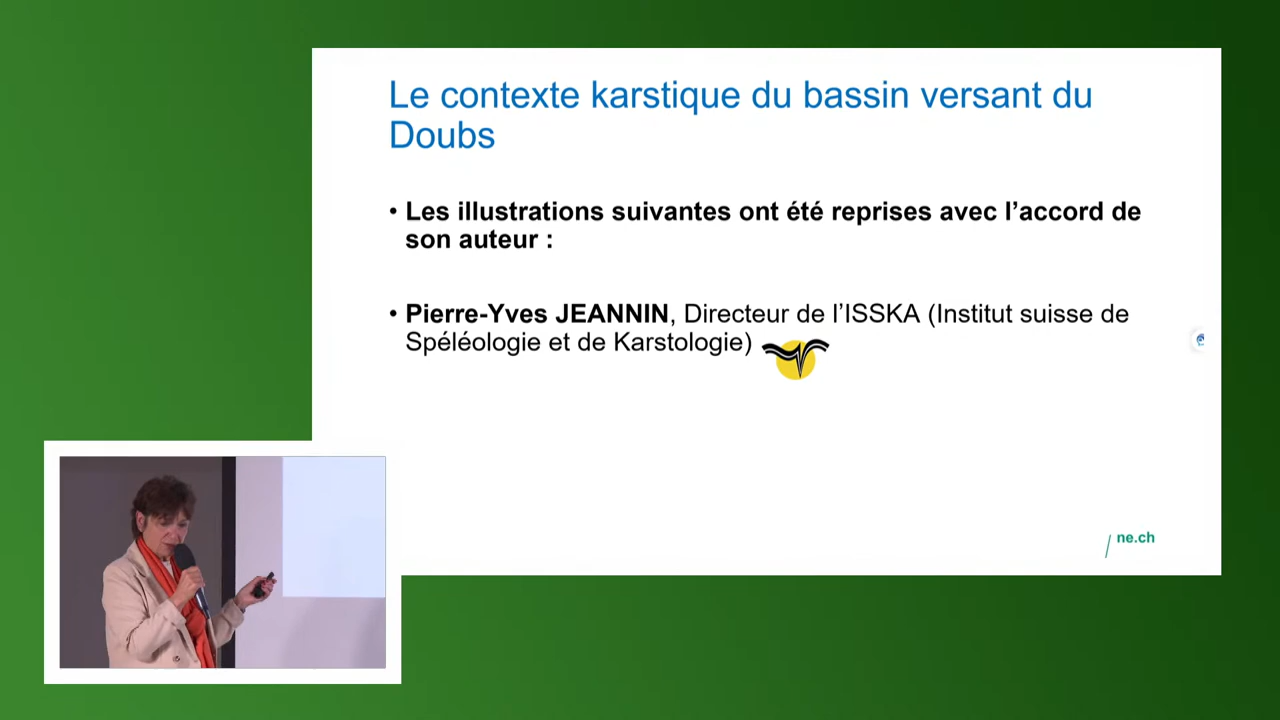 Le contexte karstique du bassin versant du
Doubs
• Les illustrations suivantes ont été reprises avec l’accord de
son auteur :
• Pierre-Yves JEANNIN, Directeur de l’ISSKA (Institut suisse de
Spéléologie et de Karstologie)
ne.ch